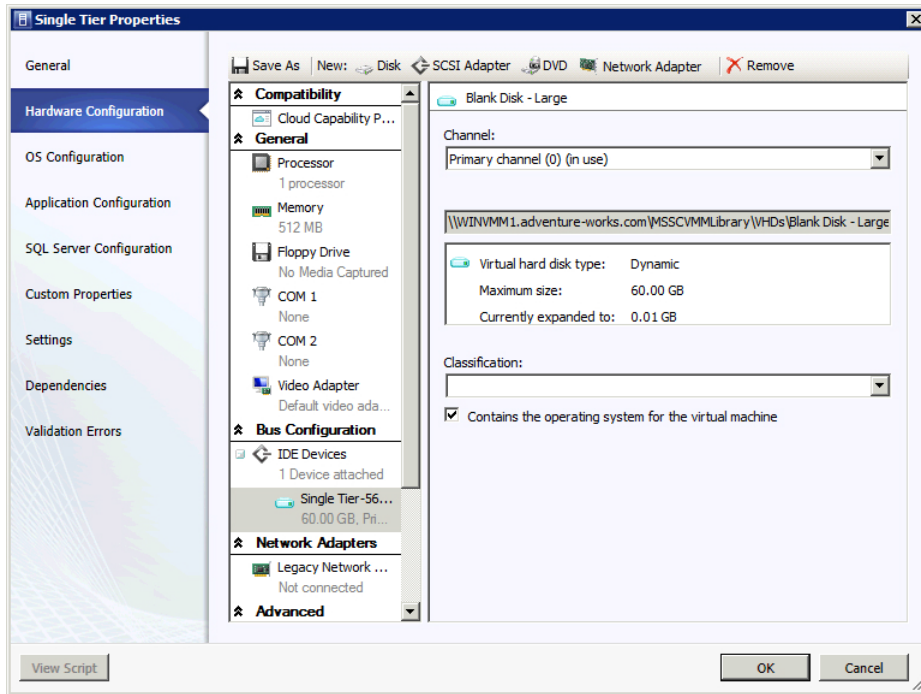 Single Tier Properties
General
Hardware Configuration
OS Configuration
Application Configuration
SQL Server Configuration
Custom Properties
Settings
Dependencies
Validation Errors
Save As New: Disk SCSI Adapter DVD Network Adapter Remove
Compatibility
Cloud Capability P...
General
Processor
1 processor
Memory
512 MB
Floppy Drive
No Media Captured
COM 1
None
COM 2
None
Video Adapter
Default video ada...
Bus Configuration
IDE Devices
1 Device attached
Single Tier-56...
60.00 GB, Pri...
Network Adapters
Legacy Network ...
Not connected
Advanced
Blank Disk - Large
Channel:
Primary channel (0) (in use)
\\WINVMM1.adventure-works.com\MSSCVMMLibrary\VHDs\Blank Disk - Large
Virtual hard disk type: Dynamic
Maximum size: 60.00 GB
Currently expanded to: 0.01 GB
Classification:
Contains the operating system for the virtual machine
View Script OK Cancel